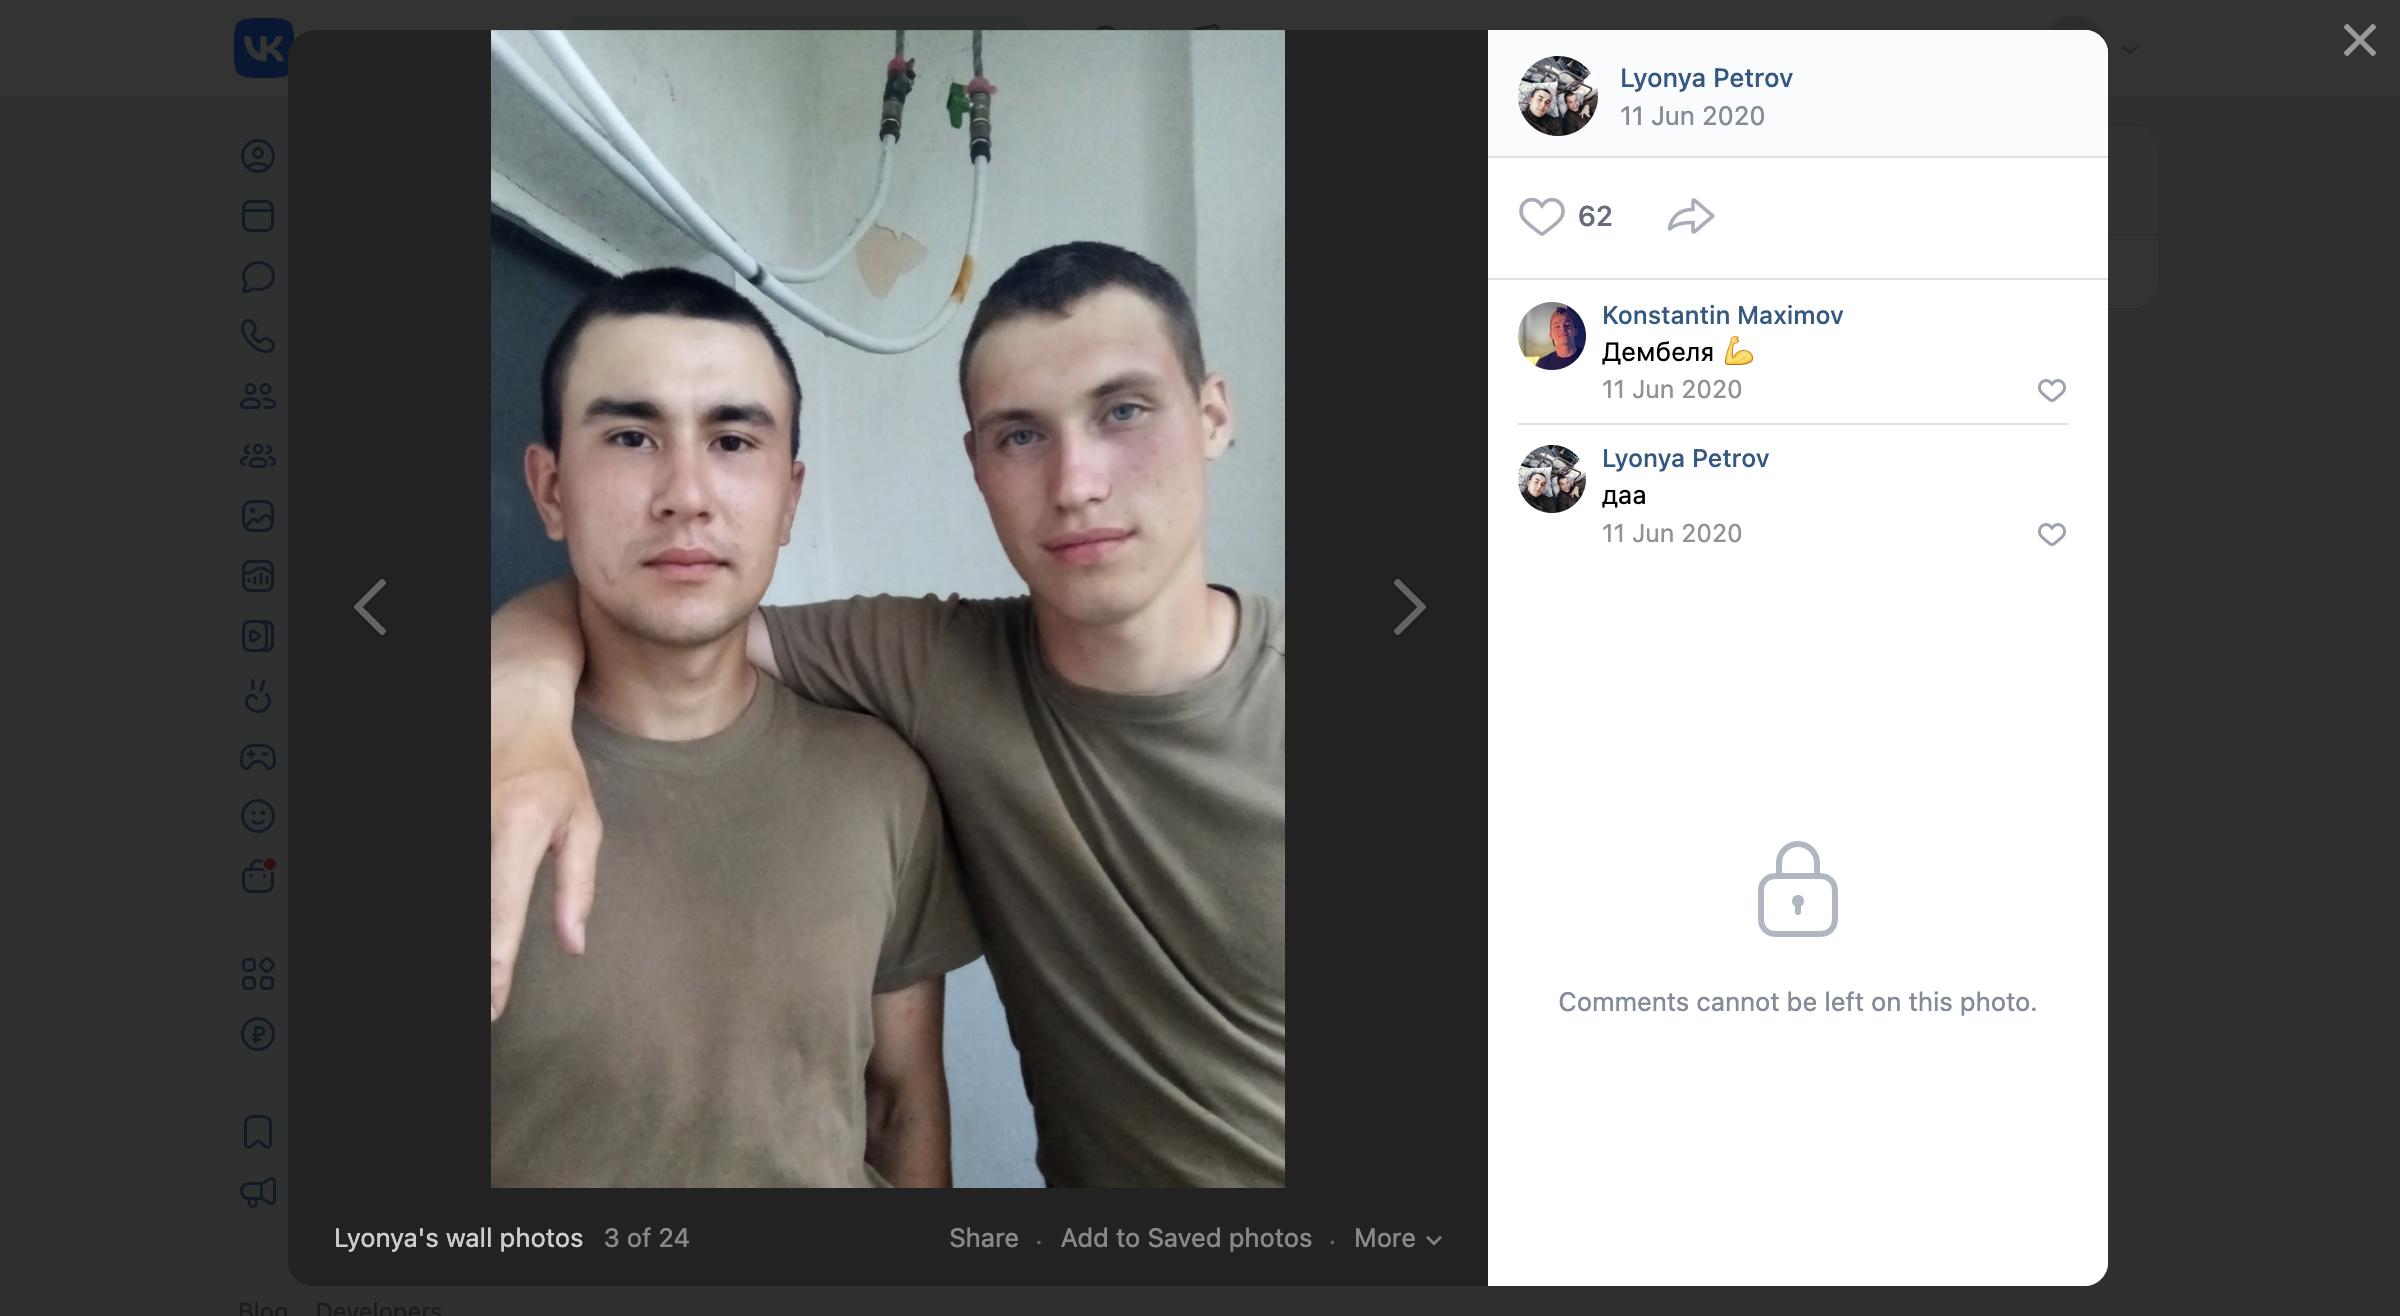 VK
Lyonya Petrov
11 Jun 2020
62
Konstantin Maximov
Дембеля 💪
11 Jun 2020
Lyonya Petrov
даа
11 Jun 2020
Comments cannot be left on this photo.
Lyonya's wall photos 3 of 24
Share · Add to Saved photos · More
Blog Developers